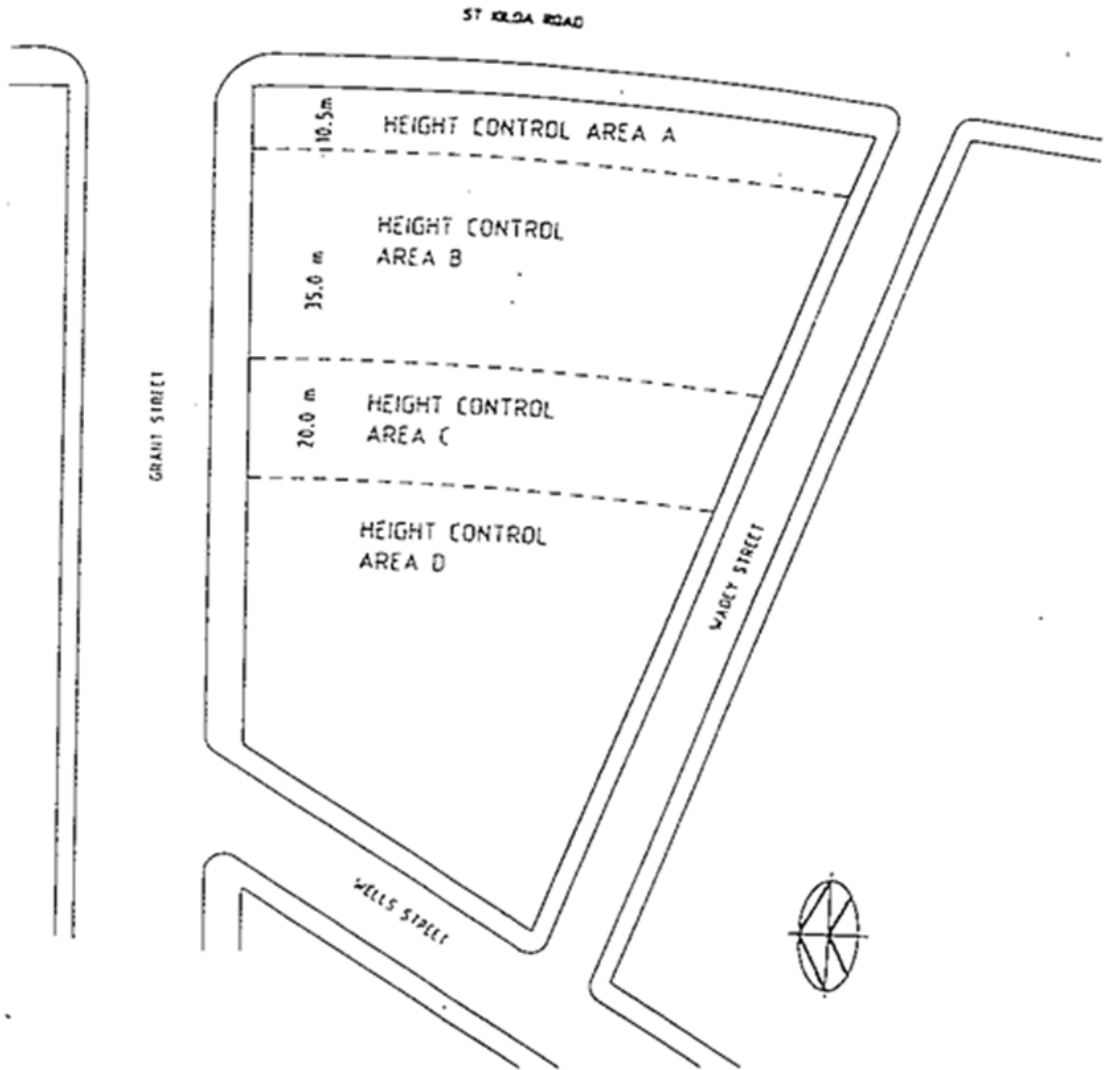 ST KILDA ROAD
10.5m
HEIGHT CONTROL AREA A
HEIGHT CONTROL
AREA B
35.0 m
GRANT STREET
20.0 m
HEIGHT CONTROL
AREA C
HEIGHT CONTROL
AREA D
WADEY STREET
WELLS STREET